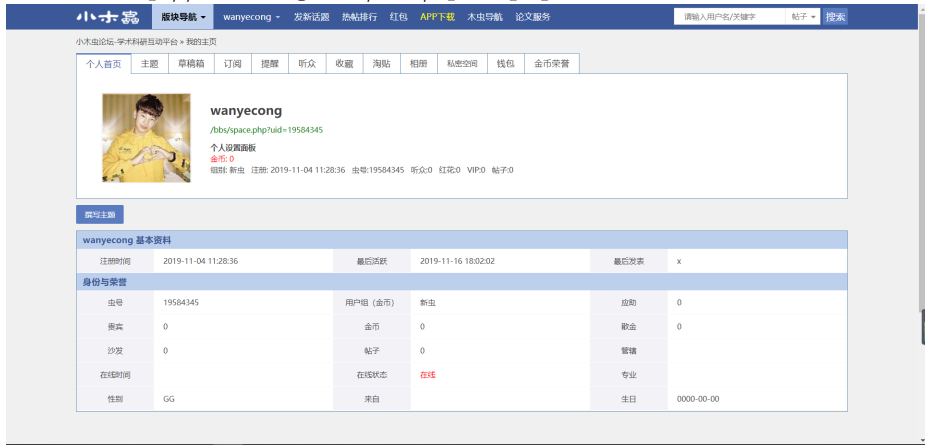 小木虫 版块导航 wanyecong 发新话题 热帖排行 红包 APP下载 木虫导航 论文服务 请输入用户名/关键字 帖子 搜索
小木虫论坛-学术科研互动平台 » 我的主页
个人首页 主题 草稿箱 订阅 提醒 听众 收藏 淘贴 相册 私密空间 钱包 金币荣誉
wanyecong
/bbs/space.php?uid=19584345
个人设置面板
金币: 0
组别: 新虫 注册: 2019-11-04 11:28:36 虫号:19584345 听众:0 红花:0 VIP:0 帖子:0
撰写主题
wanyecong 基本资料
注册时间 2019-11-04 11:28:36 最后活跃 2019-11-16 18:02:02 最后发表 x
身份与荣誉
虫号 19584345 用户组 (金币) 新虫 应助 0
贵宾 0 金币 0 散金 0
沙发 0 帖子 0 管辖
在线时间 在线状态 在线 专业
性别 GG 来自 生日 0000-00-00